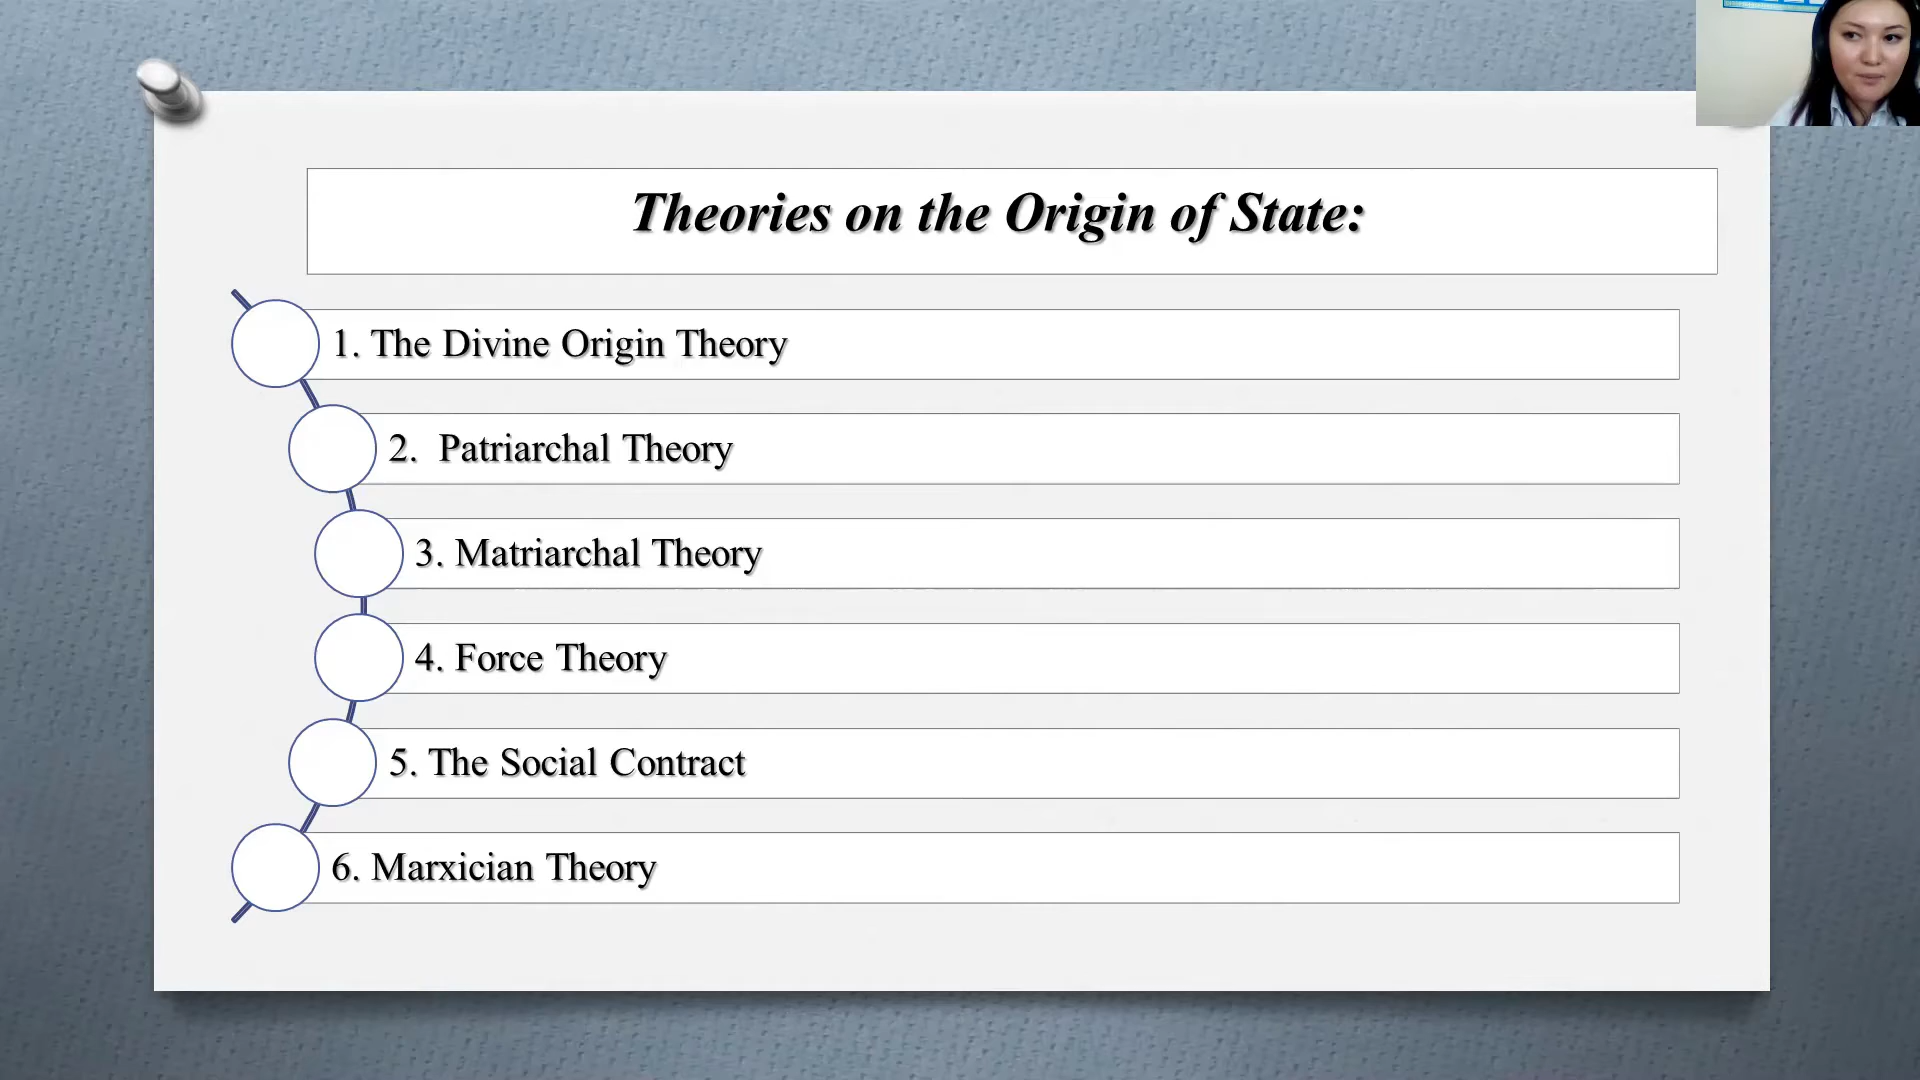 Theories on the Origin of State:
1. The Divine Origin Theory
2. Patriarchal Theory
3. Matriarchal Theory
4. Force Theory
5. The Social Contract
6. Marxician Theory